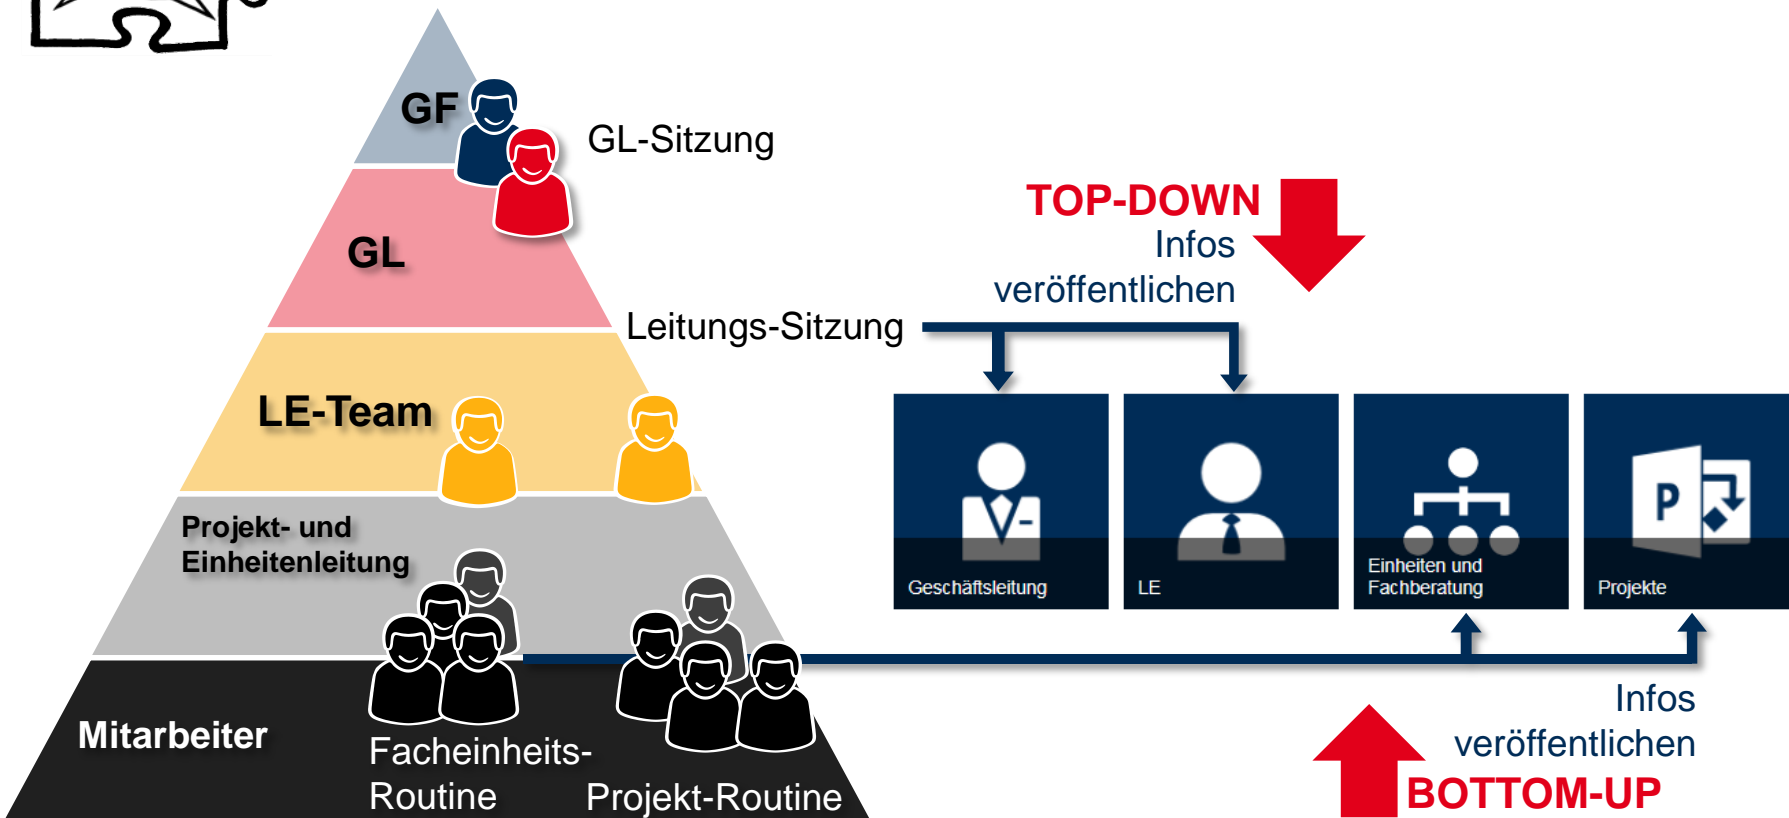 GF
GL-Sitzung
GL
TOP-DOWN
Infos
veröffentlichen
Leitungs-Sitzung
LE-Team
Projekt- und
Einheitenleitung
Geschäftsleitung
LE
Einheiten und
Fachberatung
P
Projekte
Mitarbeiter
Facheinheits-
Routine
Projekt-Routine
Infos
veröffentlichen
BOTTOM-UP